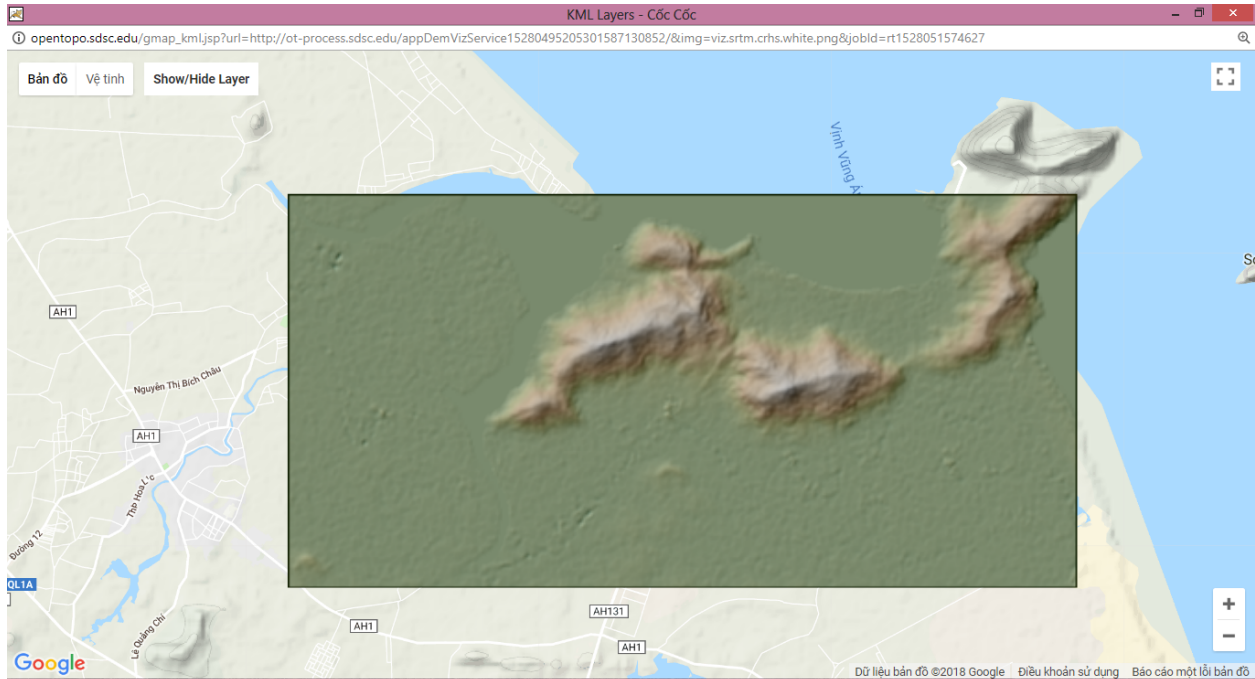 KML Layers - Cốc Cốc
opentopo.sdsc.edu/gmap_kml.jsp?url=http://ot-process.sdsc.edu/appDemVizService15280495205301587130852/&img=viz.srtm.crhs.white.png&jobId=rt1528051574627
Bản đồ Vệ tinh Show/Hide Layer
Vịnh Vũng Á
AH1
Nguyễn Thị Bích Châu
AH1
Đường 12
QL1A
AH131
AH1
Lê Quảng Chí
AH1
Google
Dữ liệu bản đồ ©2018 Google Điều khoản sử dụng Báo cáo một lỗi bản đồ